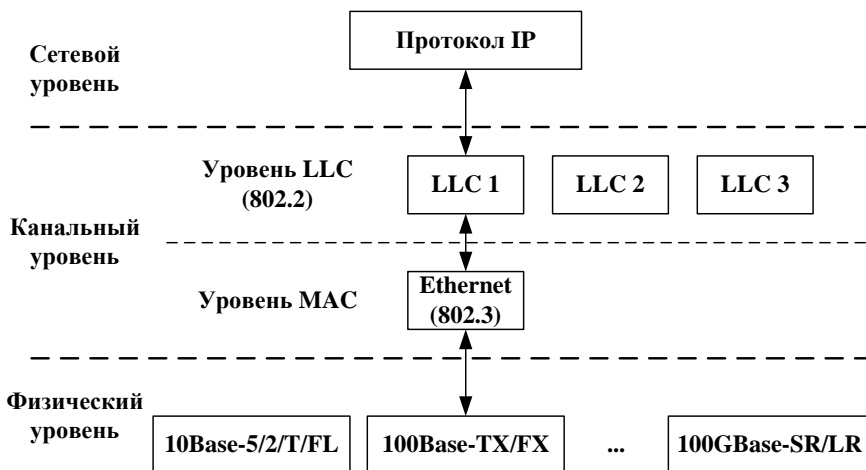 Протокол IP
Сетевой
уровень
Уровень LLC
(802.2)
LLC 1
LLC 2
LLC 3
Канальный
уровень
Уровень MAC
Ethernet
(802.3)
Физический
уровень
10Base-5/2/T/FL
100Base-TX/FX
...
100GBase-SR/LR